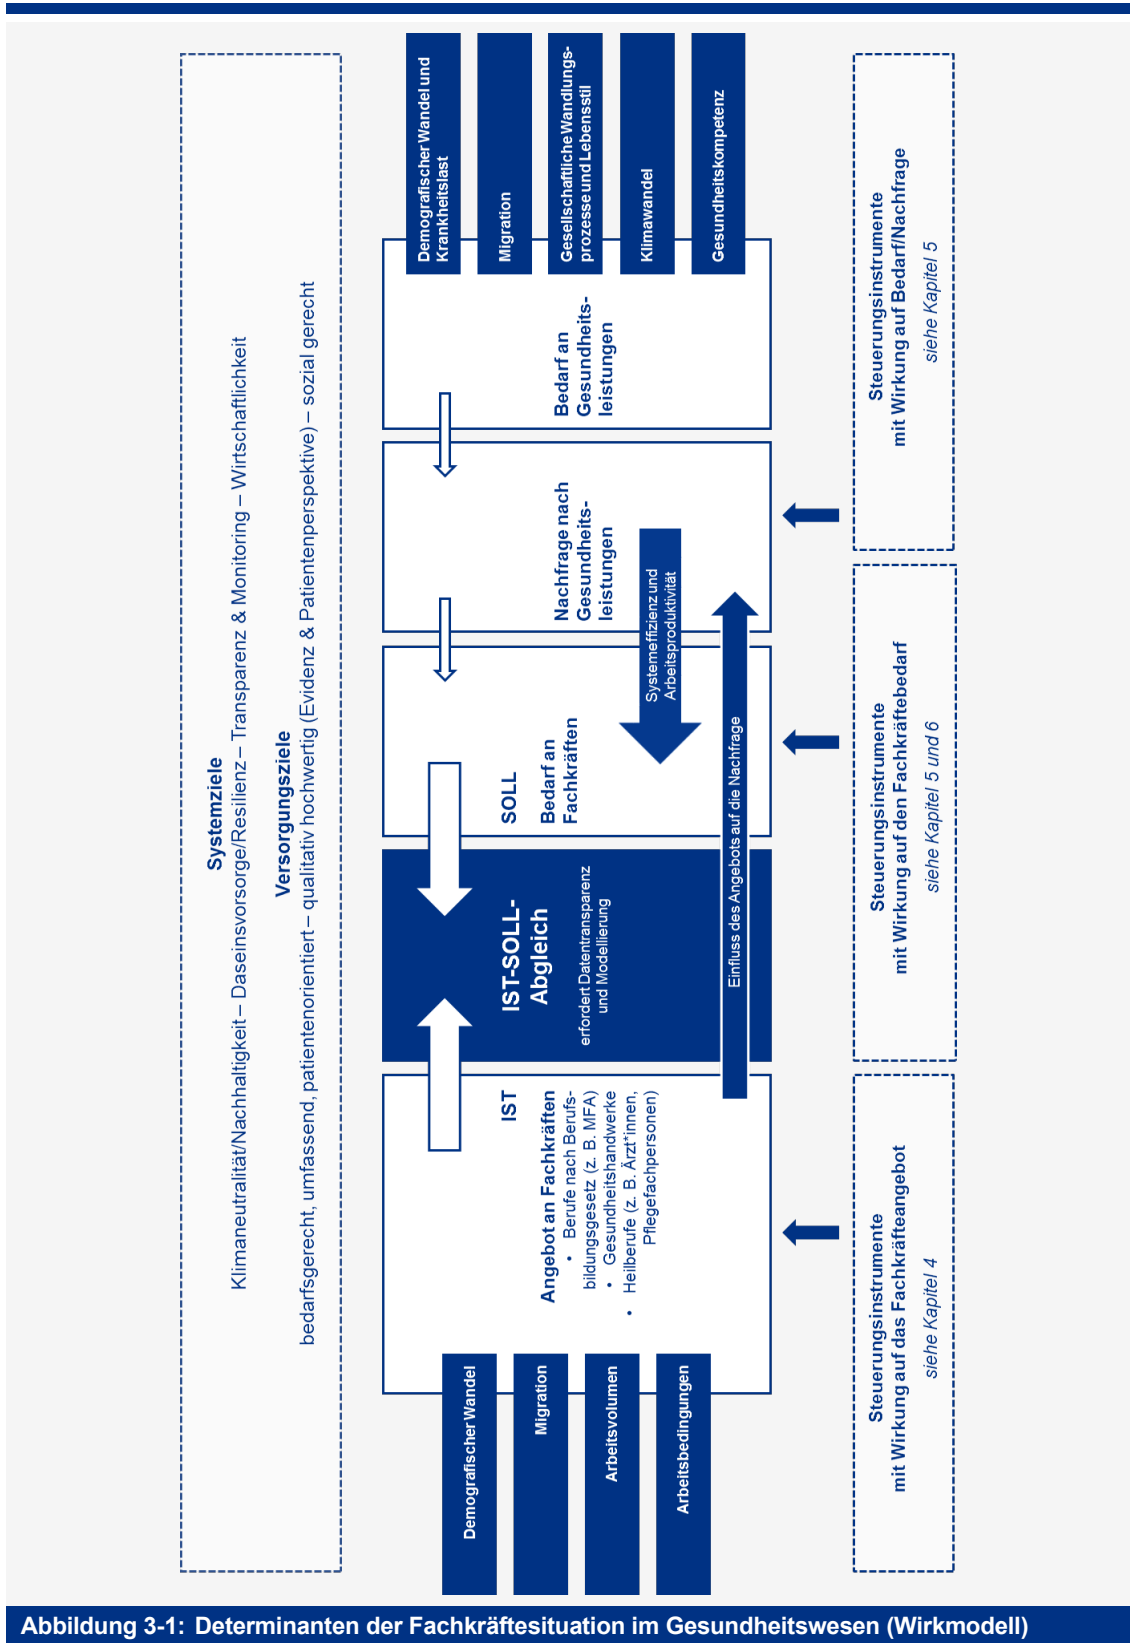 Systemziele
Klimaneutralität/Nachhaltigkeit – Daseinsvorsorge/Resilienz – Transparenz & Monitoring – Wirtschaftlichkeit
Versorgungsziele
bedarfsgerecht, umfassend, patientenorientiert – qualitativ hochwertig (Evidenz & Patientenperspektive) – sozial gerecht
Demografischer Wandel
Migration
Arbeitsvolumen
Arbeitsbedingungen
IST
Angebot an Fachkräften
• Berufe nach Berufs-
bildungsgesetz (z. B. MFA)
• Gesundheitshandwerke
• Heilberufe (z. B. Ärzt*innen,
Pflegefachpersonen)
IST-SOLL-
Abgleich
erfordert Datentransparenz
und Modellierung
SOLL
Bedarf an
Fachkräften
Systemeffizienz und
Arbeitsproduktivität
Einfluss des Angebots auf die Nachfrage
Nachfrage nach
Gesundheits-
leistungen
Bedarf an
Gesundheits-
leistungen
Demografischer Wandel und
Krankheitslast
Migration
Gesellschaftliche Wandlungs-
prozesse und Lebensstil
Klimawandel
Gesundheitskompetenz
Steuerungsinstrumente
mit Wirkung auf das Fachkräfteangebot
siehe Kapitel 4
Steuerungsinstrumente
mit Wirkung auf den Fachkräftebedarf
siehe Kapitel 5 und 6
Steuerungsinstrumente
mit Wirkung auf Bedarf/Nachfrage
siehe Kapitel 5
Abbildung 3-1: Determinanten der Fachkräftesituation im Gesundheitswesen (Wirkmodell)